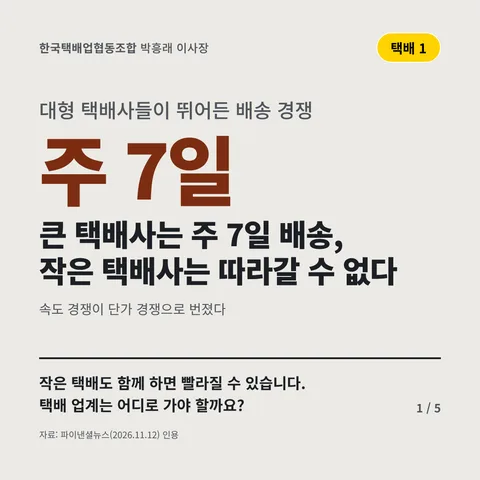 한국택배업협동조합 박흥래 이사장
택배 1
대형 택배사들이 뛰어든 배송 경쟁
주 7일
큰 택배사는 주 7일 배송,
작은 택배사는 따라갈 수 없다
속도 경쟁이 단가 경쟁으로 번졌다
작은 택배도 함께 하면 빨라질 수 있습니다.
택배 업계는 어디로 가야 할까요?
1 / 5
자료: 파이낸셜뉴스(2026.11.12) 인용